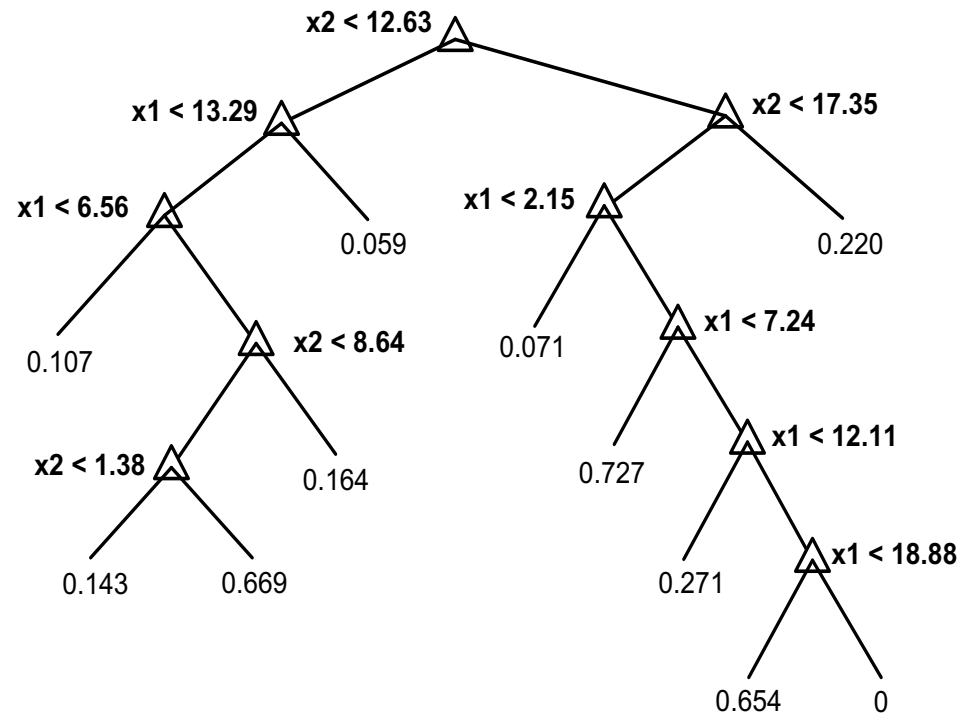 x2 < 12.63
x1 < 13.29
x2 < 17.35
x1 < 6.56
x1 < 2.15
0.059
0.220
x1 < 7.24
0.107
x2 < 8.64
0.071
x1 < 12.11
x2 < 1.38
0.164
0.727
x1 < 18.88
0.143
0.669
0.271
0.654
0